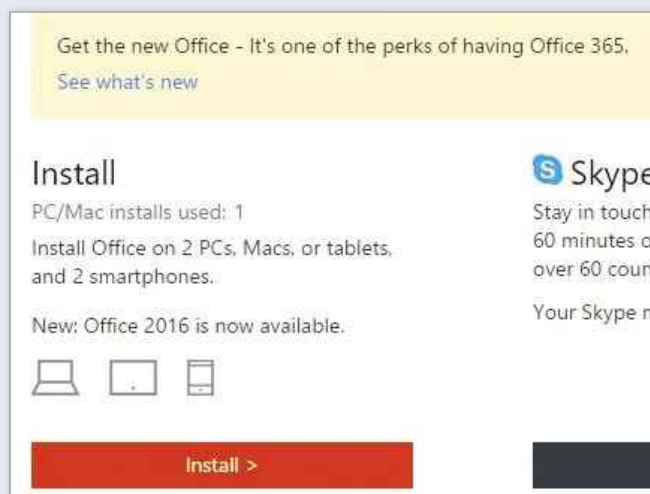 Get the new Office - It's one of the perks of having Office 365.
See what's new
Install
PC/Mac installs used: 1
Install Office on 2 PCs, Macs, or tablets,
and 2 smartphones.
New: Office 2016 is now available.
Install >
S Skype
Stay in touch
60 minutes o
over 60 coun
Your Skype m